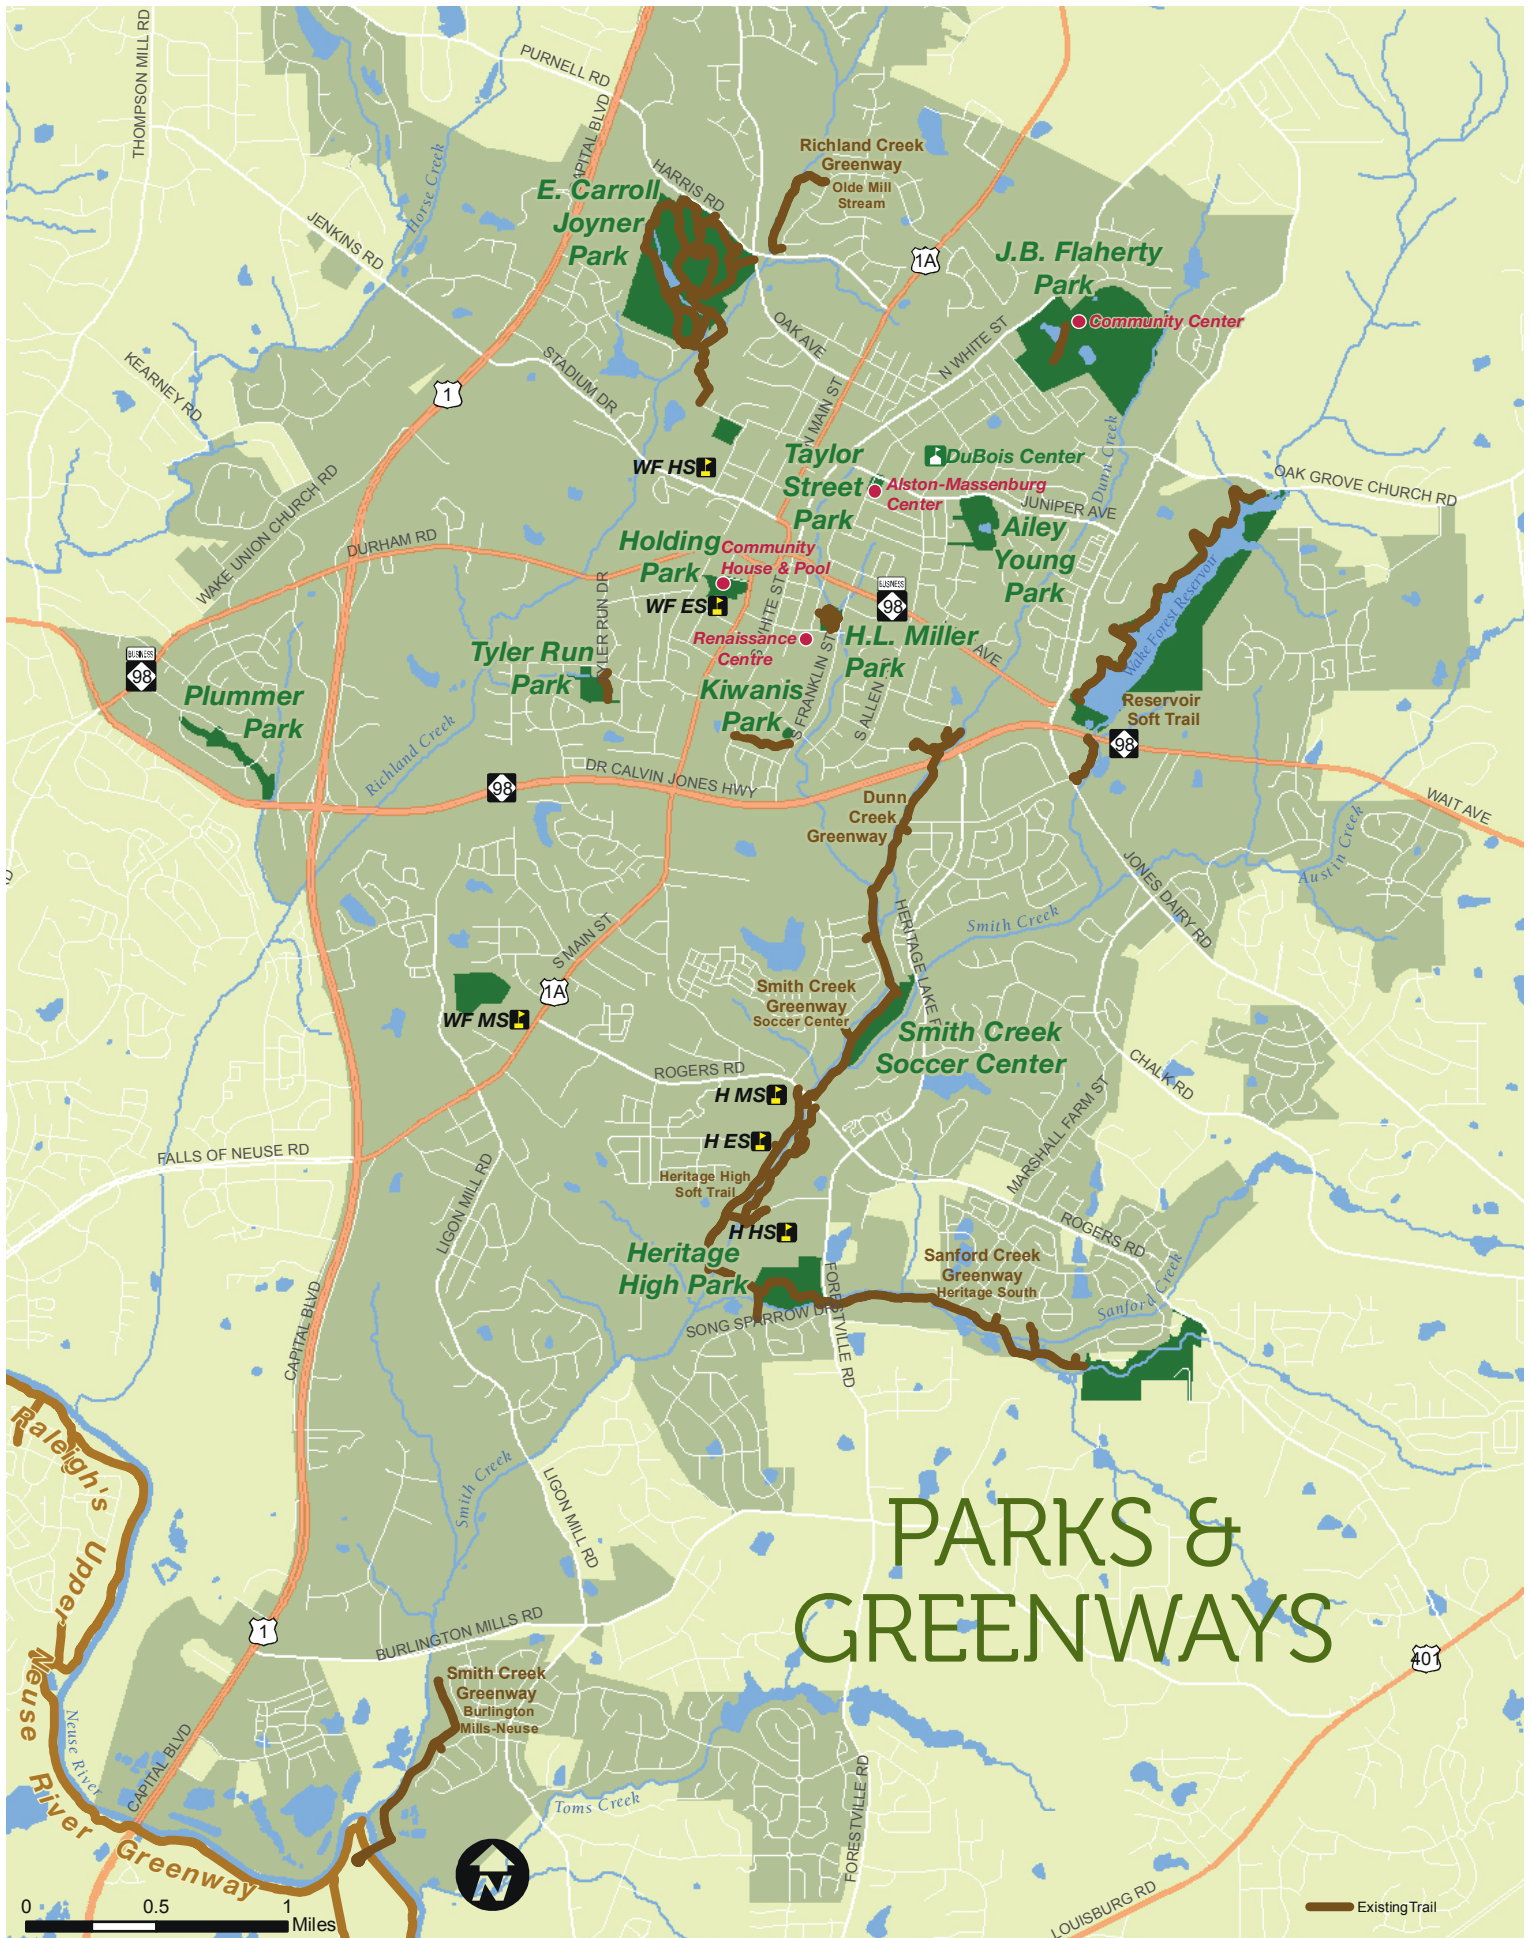 THOMPSON MILL RD
PURNELL RD
CAPITAL BLVD
HARRIS RD
Richland Creek
Greenway
Olde Mill
Stream
Horse Creek
JENKINS RD
E. Carroll
Joyner
Park
1A
J.B. Flaherty
Park
Community Center
OAK AVE
N WHITE ST
STADIUM DR
KEARNEY RD
1
N MAIN ST
WF HS
Taylor
Street
Park
DuBois Center
Alston-Massenburg
Center
JUNIPER AVE
Dunn Creek
OAK GROVE CHURCH RD
WAKE UNION CHURCH RD
DURHAM RD
Holding
Park
Community
House & Pool
WF ES
Ailey
Young
Park
BUSINESS
98
TYLER RUN DR
S WHITE ST
Renaissance
Centre
H.L. Miller
Park
AVE
Wake Forest Reservoir
Tyler Run
Park
BUSINESS
98
Plummer
Park
Kiwanis
Park
S FRANKLIN ST
S ALLEN
Reservoir
Soft Trail
98
Richland Creek
98
DR CALVIN JONES HWY
WAIT AVE
Dunn
Creek
Greenway
JONES DAIRY RD
Austin Creek
HERITAGE LAKE R
Smith Creek
S MAIN ST
1A
WF MS
Smith Creek
Greenway
Soccer Center
Smith Creek
Soccer Center
ROGERS RD
H MS
CHALK RD
MARSHALL FARM ST
H ES
FALLS OF NEUSE RD
LIGON MILL RD
Heritage High
Soft Trail
H HS
ROGERS RD
Heritage
High Park
Sanford Creek
Greenway
Heritage South
Sanford Creek
FORESTVILLE RD
SONG SPARROW DR
CAPITAL BLVD
Raleigh's
Upper
Neuse
River
Greenway
Smith Creek
LIGON MILL RD
PARKS &
GREENWAYS
1
BURLINGTON MILLS RD
401
Smith Creek
Greenway
Burlington
Mills-Neuse
Neuse River
CAPITAL BLVD
Toms Creek
FORESTVILLE RD
N
LOUISBURG RD
0 0.5 1
Miles
Existing Trail